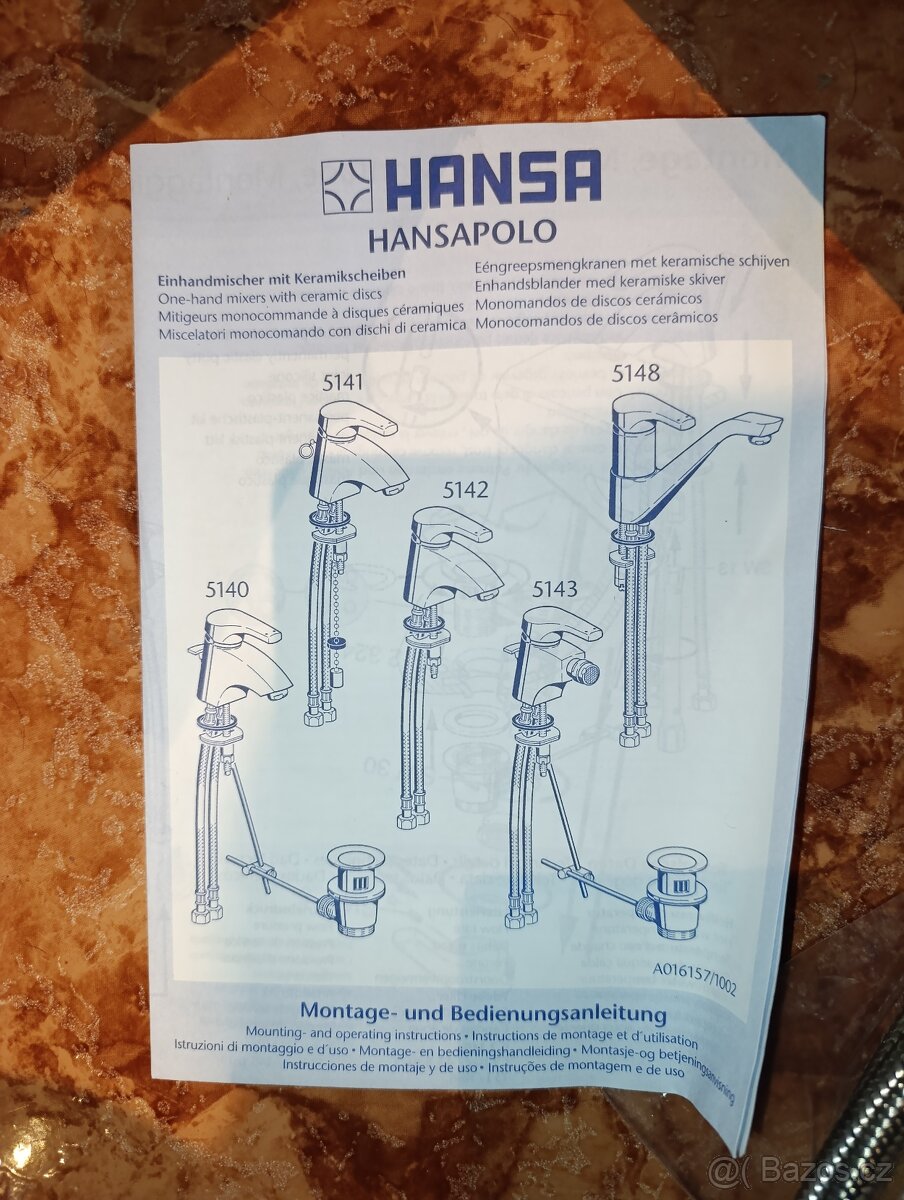 HANSA
HANSAPOLO
Einhandmischer mit Keramikscheiben
One-hand mixers with ceramic discs
Mitigeurs monocommande à disques céramiques
Miscelatori monocomando con dischi di ceramica
Eéngreepsmengkranen met keramische schijven
Enhandsblander med keramiske skiver
Monomandos de discos cerámicos
Monocomandos de discos cerâmicos
5141
5148
5142
5140
5143
A016157/1002
Montage- und Bedienungsanleitung
Mounting- and operating instructions • Instructions de montage et d´utilisation
Istruzioni di montaggio e d´uso • Montage- en bedieningshandleiding • Montasje-og betjeningsanvisning
Instrucciones de montaje y de uso • Instruções de montagem e de uso
Bazos.cz